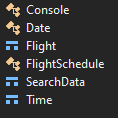 Console
Date
Flight
FlightSchedule
SearchData
Time